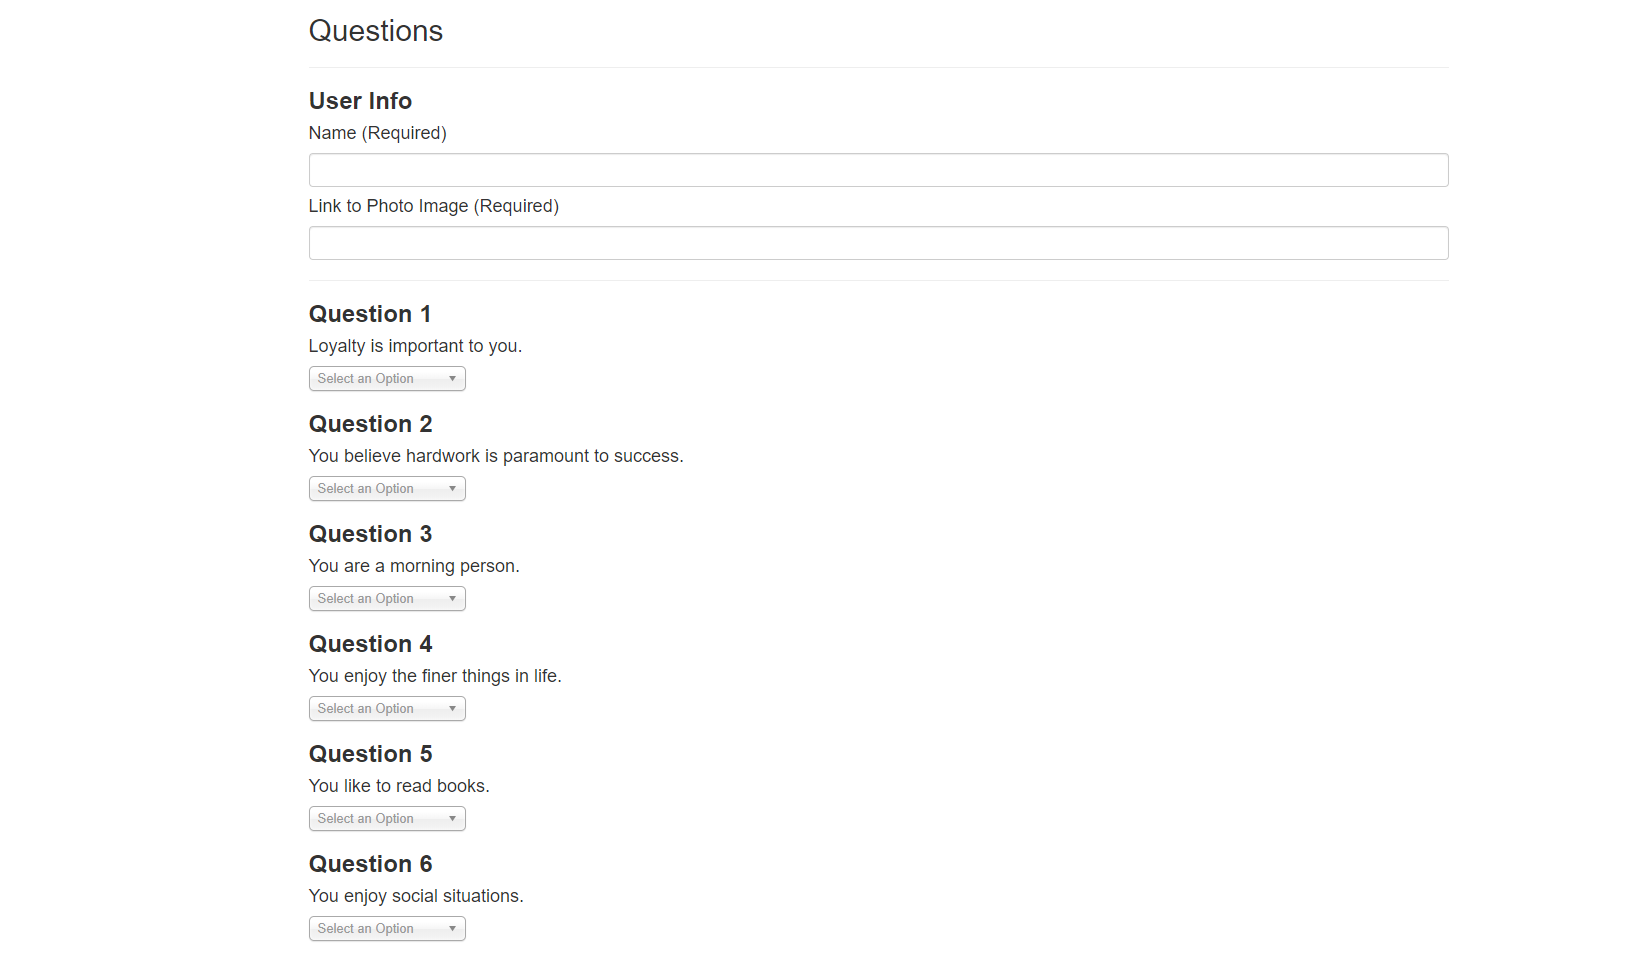 Questions
User Info
Name (Required)
Link to Photo Image (Required)
Question 1
Loyalty is important to you.
Select an Option
Question 2
You believe hardwork is paramount to success.
Select an Option
Question 3
You are a morning person.
Select an Option
Question 4
You enjoy the finer things in life.
Select an Option
Question 5
You like to read books.
Select an Option
Question 6
You enjoy social situations.
Select an Option